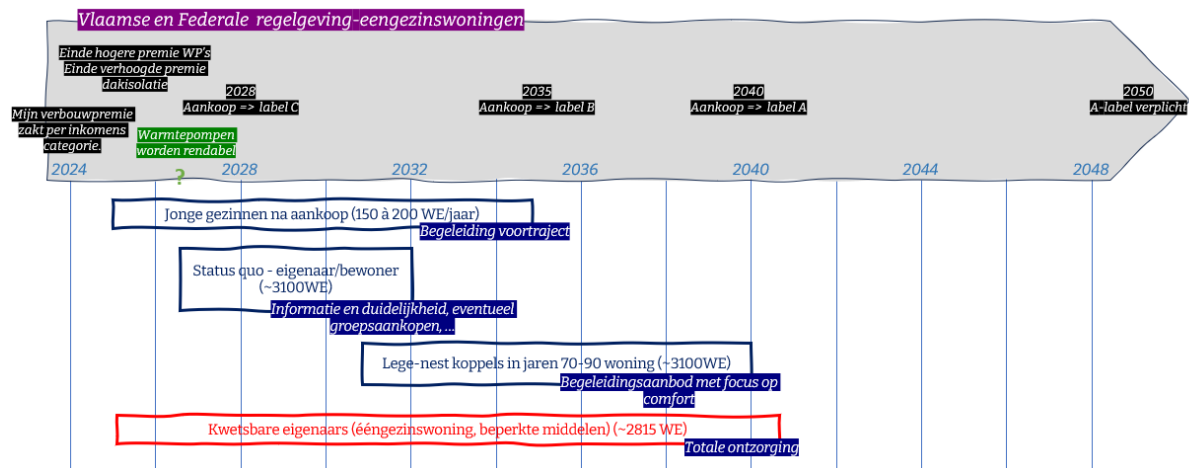 Vlaamse en Federale regelgeving-eengezinswoningen
Einde hogere premie WP's
Einde verhoogde premie
dakisolatie
2028
Aankoop => label C
2035
Aankoop => label B
2040
Aankoop => label A
2050
A-label verplicht
Mijn verbouwpremie
zakt per inkomens
categorie.
Warmtepompen
worden rendabel
?
2024
2028
2032
2036
2040
2044
2048
Jonge gezinnen na aankoop (150 à 200 WE/jaar)
Begeleiding voortraject
Status quo - eigenaar/bewoner
(~3100WE)
Informatie en duidelijkheid, eventueel
groepsaankopen, ...
Lege-nest koppels in jaren 70-90 woning (~3100WE)
Begeleidingsaanbod met focus op
comfort
Kwetsbare eigenaars (ééngezinswoning, beperkte middelen) (~2815 WE)
Totale ontzorging